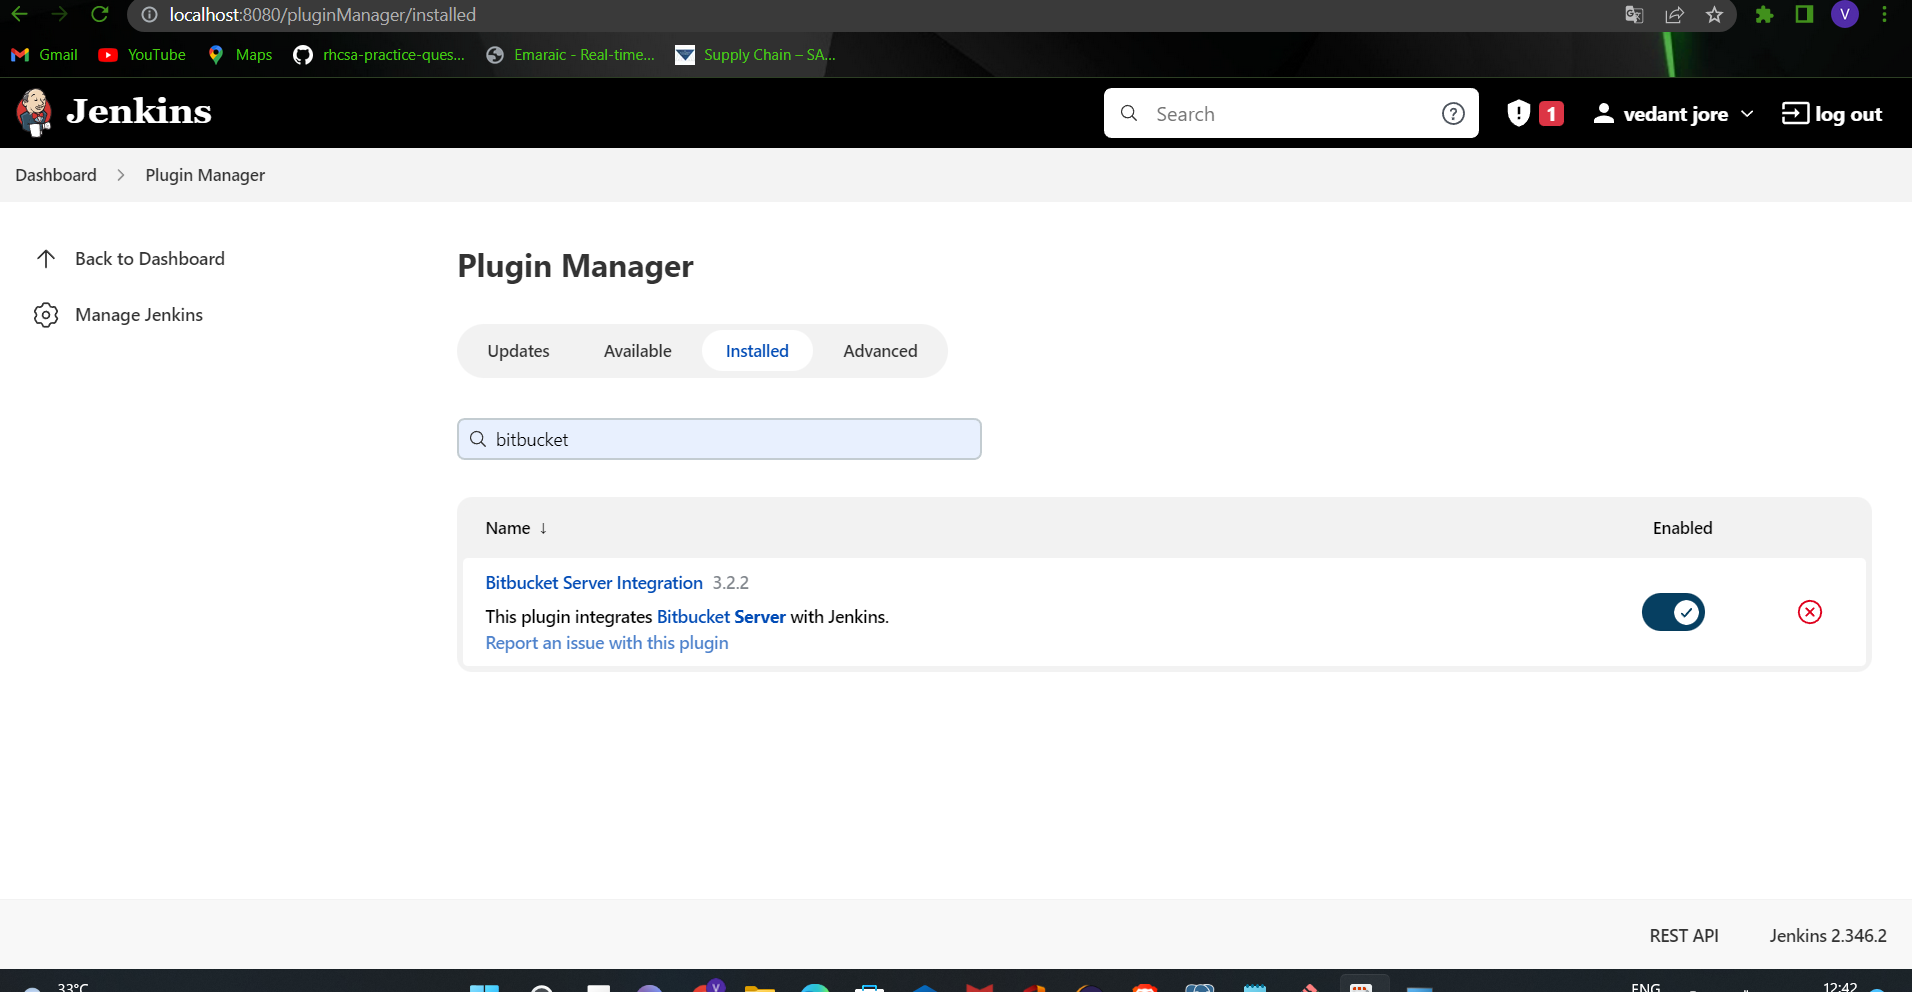 localhost:8080/pluginManager/installed
V
Gmail YouTube Maps rhcsa-practice-ques... Emaraic - Real-time... Supply Chain – SA...
Jenkins
Search
1
vedant jore
log out
Dashboard
Plugin Manager
Back to Dashboard
Manage Jenkins
Plugin Manager
Updates Available Installed Advanced
bitbucket
Name ↓ Enabled
Bitbucket Server Integration 3.2.2
This plugin integrates Bitbucket Server with Jenkins.
Report an issue with this plugin
REST API Jenkins 2.346.2
33°C
V
ENG
12:42